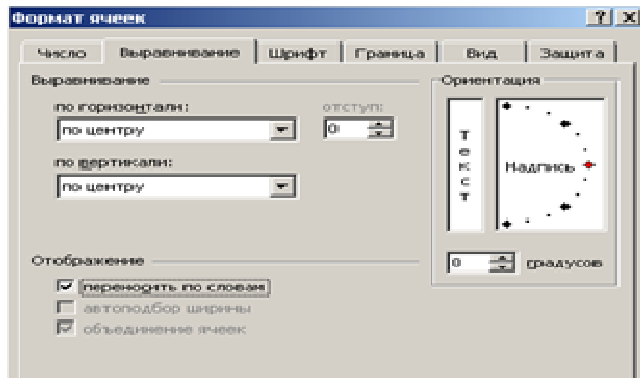 Формат ячеек
Число Выравнивание Шрифт Граница Вид Защита
Выравнивание
по горизонтали: отступ:
по центру 0
по вертикали:
по центру
Отображение
переносить по словам
автоподбор ширины
объединение ячеек
Ориентация
Текст Надпись
0 градусов